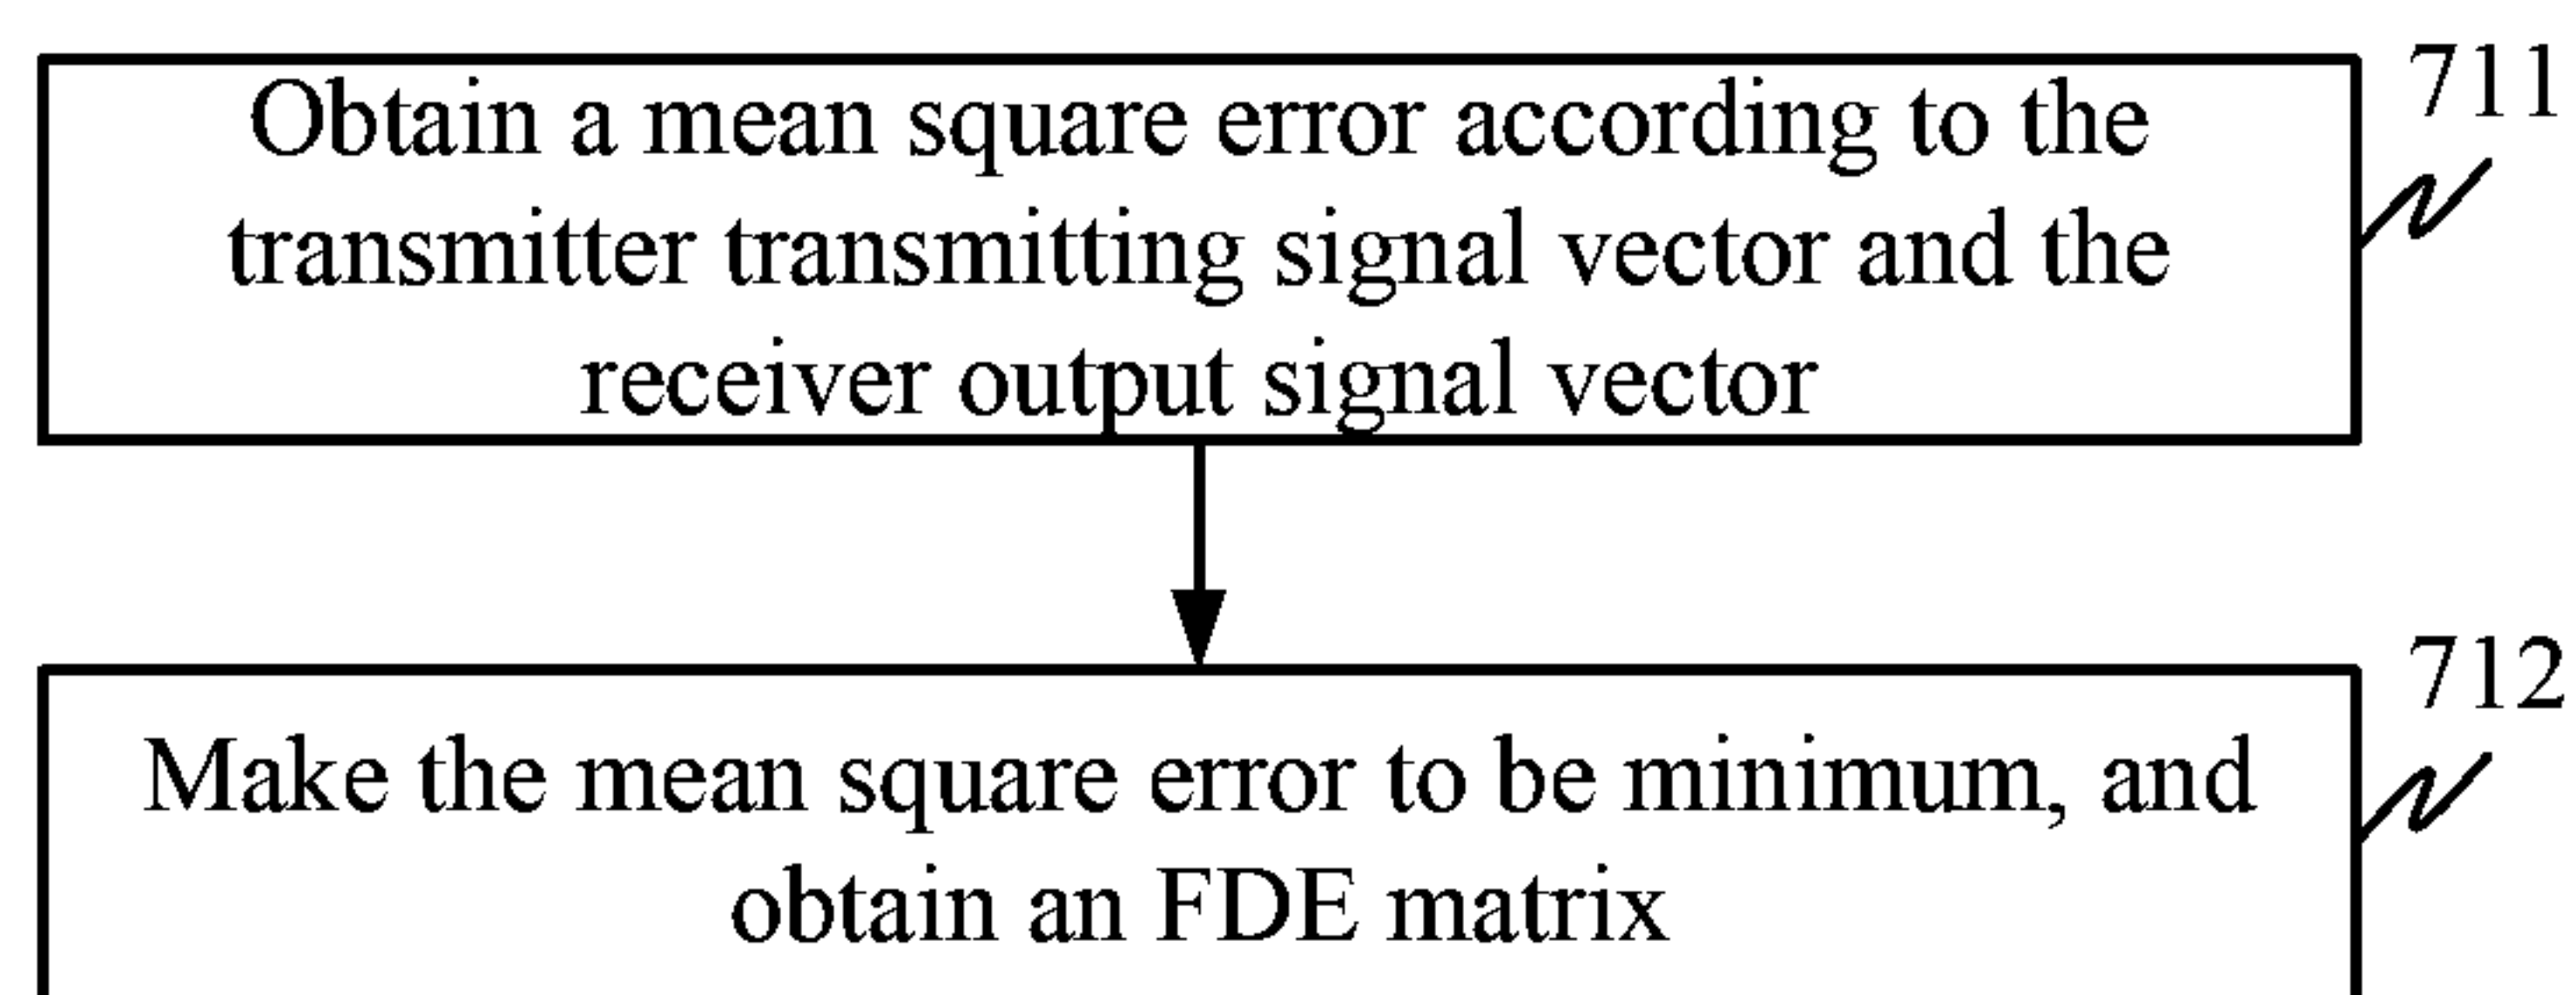 Obtain a mean square error according to the
transmitter transmitting signal vector and the
receiver output signal vector
711
Make the mean square error to be minimum, and
obtain an FDE matrix
712